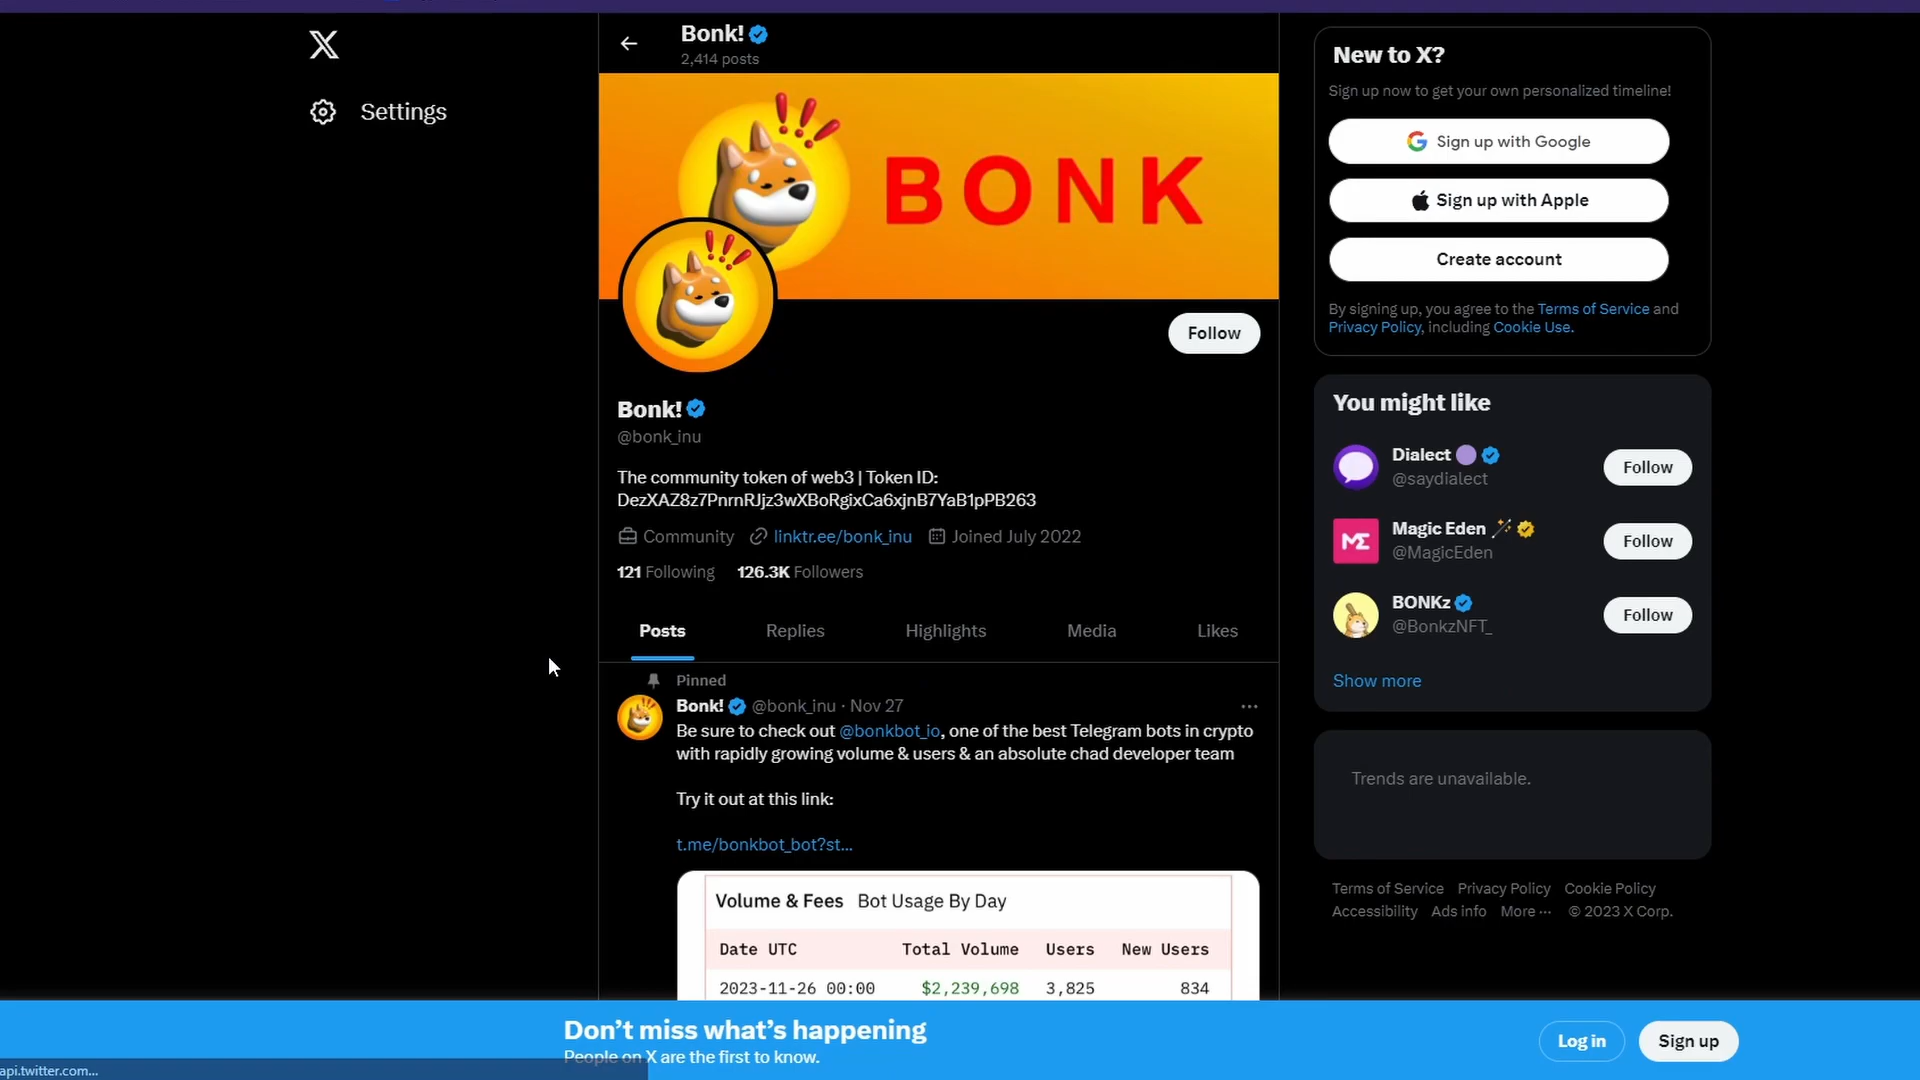 Bonk!
2,414 posts
Settings
BONK
Follow
Bonk!
@bonk_inu
The community token of web3 | Token ID:
DezXAZ8z7PnrnRJjz3wXBoRgixCa6xjnB7YaB1pPB263
Community linktr.ee/bonk_inu Joined July 2022
121 Following 126.3K Followers
Posts Replies Highlights Media Likes
Pinned
Bonk! @bonk_inu · Nov 27
Be sure to check out @bonkbot_io, one of the best Telegram bots in crypto
with rapidly growing volume & users & an absolute chad developer team
Try it out at this link:
t.me/bonkbot_bot?st...
Volume & Fees Bot Usage By Day
Date UTC Total Volume Users New Users
2023-11-26 00:00 $2,239,698 3,825 834
New to X?
Sign up now to get your own personalized timeline!
Sign up with Google
Sign up with Apple
Create account
By signing up, you agree to the Terms of Service and
Privacy Policy, including Cookie Use.
You might like
Dialect
@saydialect
Follow
Magic Eden
@MagicEden
Follow
BONKz
@BonkzNFT_
Follow
Show more
Trends are unavailable.
Terms of Service Privacy Policy Cookie Policy
Accessibility Ads info More ··· © 2023 X Corp.
Don't miss what's happening
People on X are the first to know.
Log in
Sign up
api.twitter.com...